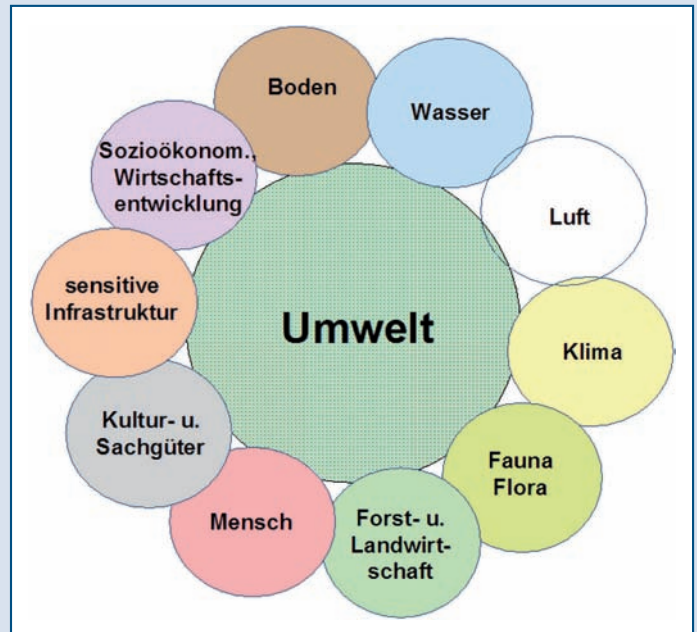 Boden
Wasser
Luft
Klima
Fauna
Flora
Forst- u.
Landwirt-
schaft
Mensch
Kultur- u.
Sachgüter
sensitive
Infrastruktur
Sozioökonom.,
Wirtschafts-
entwicklung
Umwelt